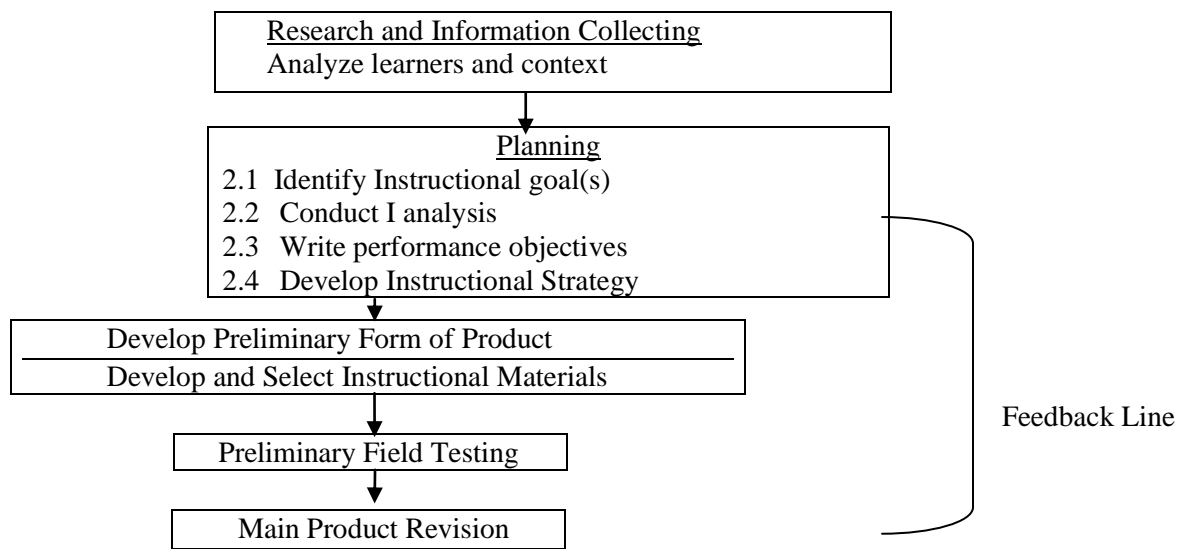 Research and Information Collecting
Analyze learners and context
Planning
2.1 Identify Instructional goal(s)
2.2 Conduct I analysis
2.3 Write performance objectives
2.4 Develop Instructional Strategy
Develop Preliminary Form of Product
Develop and Select Instructional Materials
Feedback Line
Preliminary Field Testing
Main Product Revision